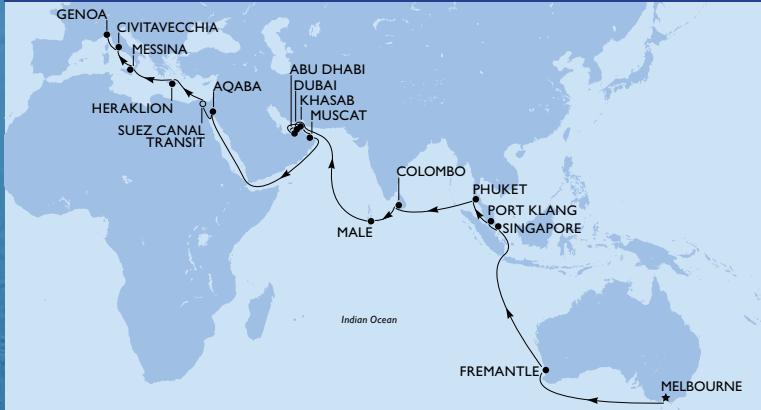 GENOA
CIVITAVECCHIA
MESSINA
HERAKLION
SUEZ CANAL
TRANSIT
AQABA
ABU DHABI
DUBAI
KHASAB
MUSCAT
COLOMBO
MALE
PHUKET
PORT KLANG
SINGAPORE
Indian Ocean
FREMANTLE
MELBOURNE